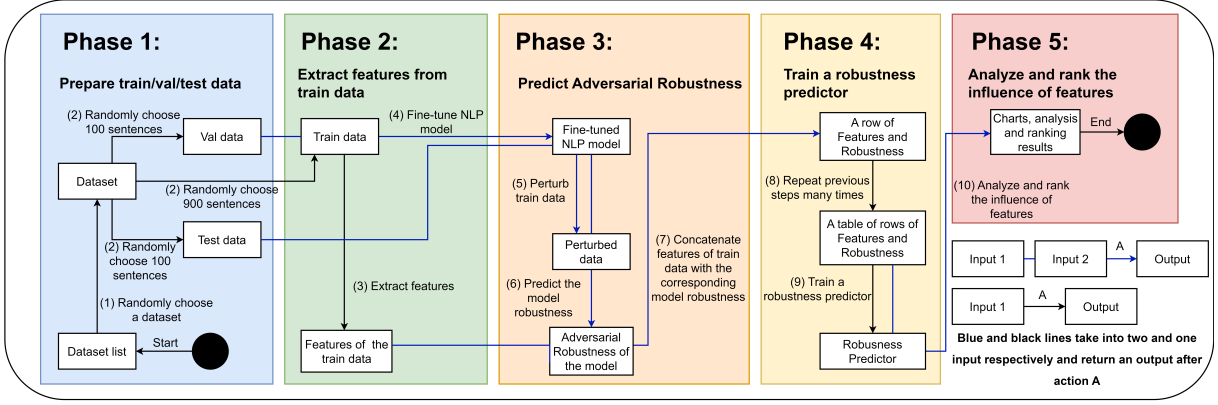 Phase 1:
Prepare train/val/test data
(2) Randomly choose
100 sentences
Val data
Dataset
(2) Randomly choose
900 sentences
(2) Randomly
choose 100
sentences
Test data
(1) Randomly choose
a dataset
Dataset list
Start
Phase 2:
Extract features from
train data
Train data
(4) Fine-tune NLP
model
(3) Extract features
Features of the
train data
Phase 3:
Predict Adversarial Robustness
Fine-tuned
NLP model
(5) Perturb
train data
Perturbed
data
(6) Predict the
model
robustness
(7) Concatenate
features of train
data with the
corresponding
model robustness
Adversarial
Robustness of
the model
Phase 4:
Train a robustness
predictor
A row of
Features and
Robustness
(8) Repeat previous
steps many times
A table of rows of
Features and
Robustness
(9) Train a
robustness predictor
Robusness
Predictor
Phase 5:
Analyze and rank the
influence of features
Charts, analysis
and ranking
results
End
(10) Analyze and rank
the influence of
features
Input 1
Input 2
A
Output
Input 1
A
Output
Blue and black lines take into two and one
input respectively and return an output after
action A